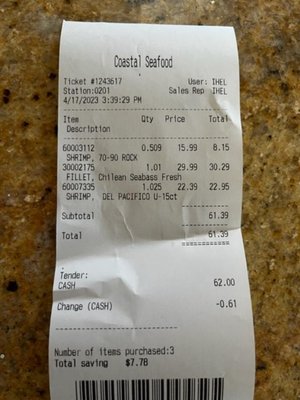 Coastal Seafood
Ticket #1243617 User: IHEL
Station:0201 Sales Rep IHEL
4/17/2023 3:39:29 PM
Item Qty Price Total
Description
60003112 0.509 15.99 8.15
SHRIMP, 70-90 ROCK
30002175 1.01 29.99 30.29
FILLET, Chilean Seabass Fresh
60007335 1.025 22.39 22.95
SHRIMP, DEL PACIFICO U-15ct
Subtotal 61.39
Total 61.39
Tender:
CASH 62.00
Change (CASH) -0.61
Number of items purchased:3
Total saving $7.78